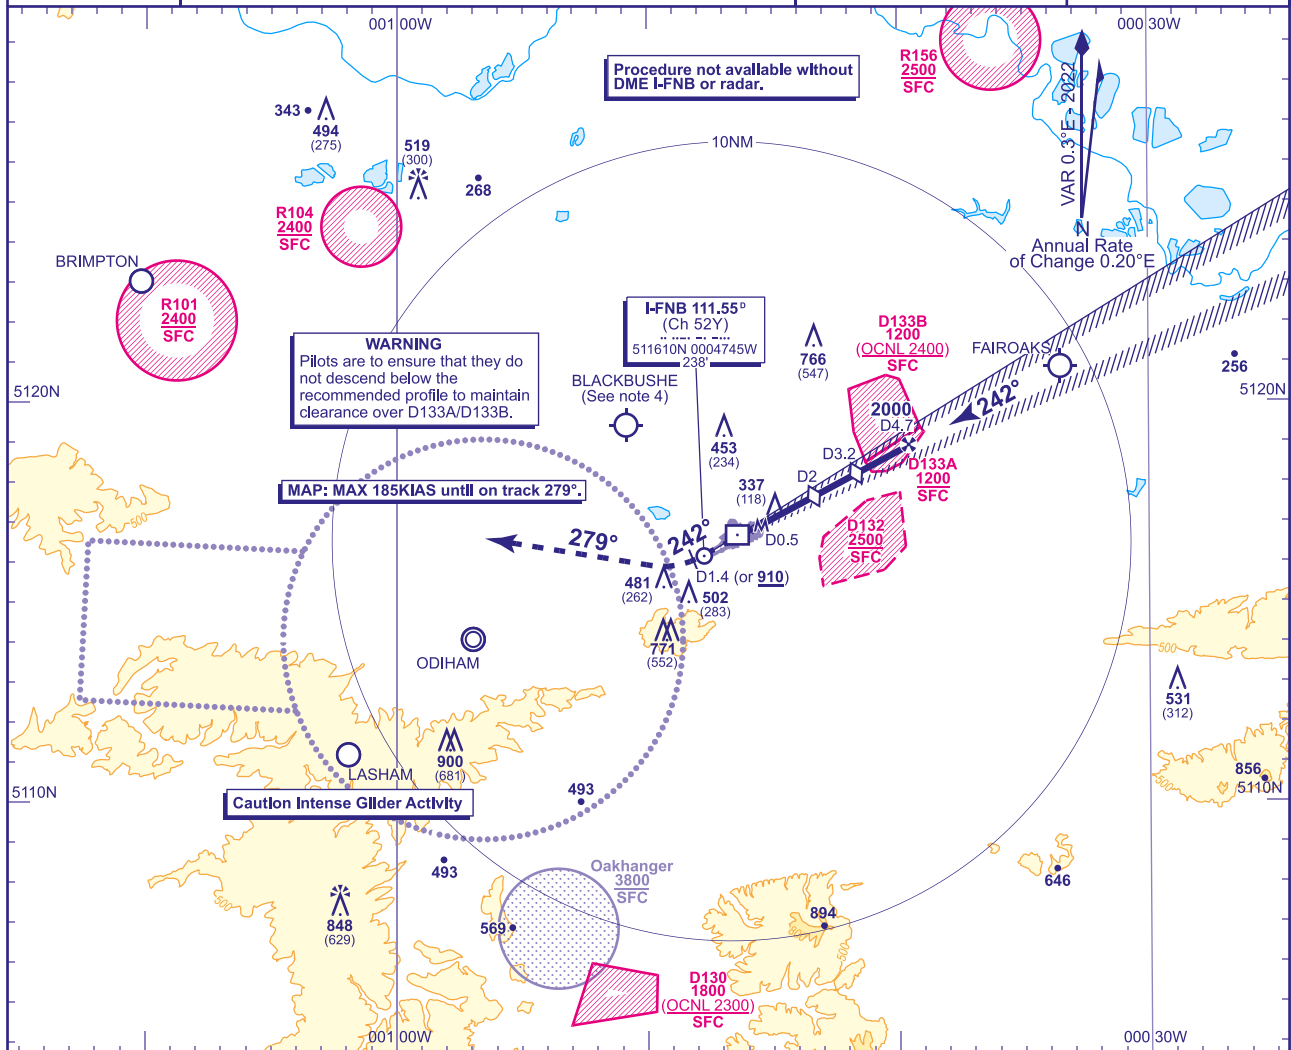 001 00W
000 30W
Procedure not available without
DME I-FNB or radar.
R156
2500
SFC
VAR 0.3°E - 2022
N
Annual Rate
of Change 0.20°E
343
494
(275)
519
(300)
268
10NM
R104
2400
SFC
BRIMPTON
R101
2400
SFC
I-FNB 111.55ᴰ
(Ch 52Y)
511610N 0004745W
238'
WARNING
Pilots are to ensure that they do
not descend below the
recommended profile to maintain
clearance over D133A/D133B.
766
(547)
D133B
1200
(OCNL 2400)
SFC
FAIROAKS
256
5120N
5120N
BLACKBUSHE
(See note 4)
242°
2000
D4.7
453
(234)
D3.2
D133A
1200
SFC
D2
337
(118)
MAP: MAX 185KIAS until on track 279°.
500
D132
2500
SFC
D0.5
279°
242°
D1.4 (or 910)
481
(262)
502
(283)
771
(552)
ODIHAM
500
531
(312)
900
(681)
LASHAM
856
5110N
5110N
Caution Intense Glider Activity
493
493
646
Oakhanger
3800
SFC
848
(629)
500
569
894
500
D130
1800
(OCNL 2300)
SFC
001 00W
000 30W